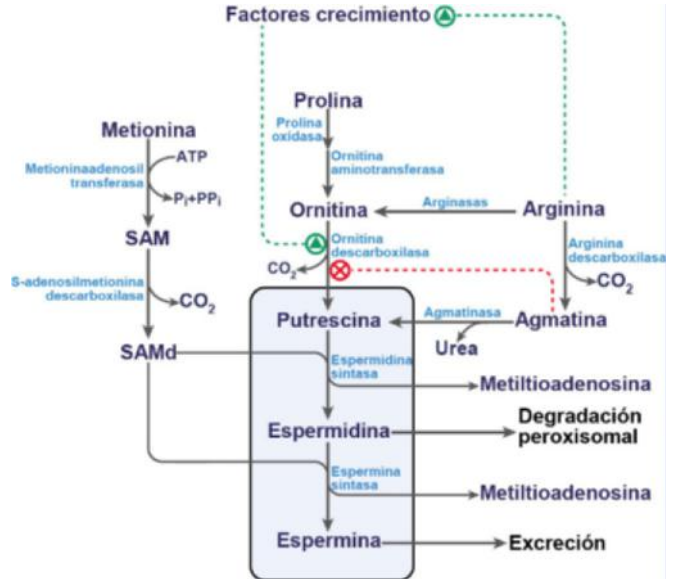 Factores crecimiento
Prolina
Prolina
oxidasa
Metionina
ATP
Metioninaadenosil
transferasa
Pi+PPi
Ornitina
aminotransferasa
Ornitina
Arginasas
Arginina
SAM
Ornitina
descarboxilasa
Arginina
descarboxilasa
CO2
CO2
S-adenosilmetionina
descarboxilasa
CO2
Putrescina
Agmatinasa
Agmatina
Urea
SAMd
Espermidina
sintasa
Metiltioadenosina
Espermidina
Degradación
peroxisomal
Espermina
sintasa
Metiltioadenosina
Espermina
Excreción